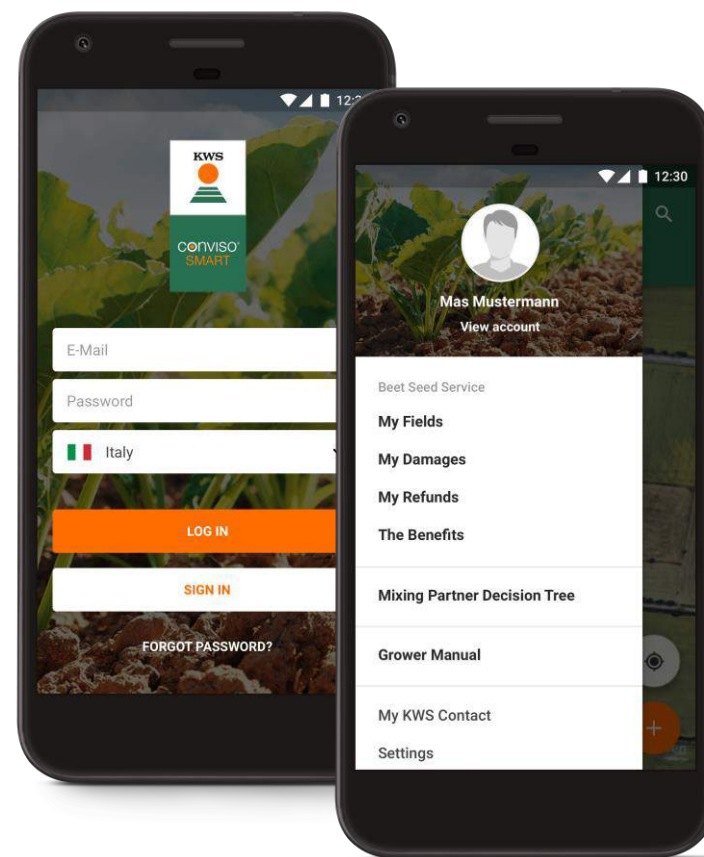 12:3
KWS
CONVISO
SMART
E-Mail
Password
Italy
LOG IN
SIGN IN
FORGOT PASSWORD?
12:30
Mas Mustermann
View account
Beet Seed Service
My Fields
My Damages
My Refunds
The Benefits
Mixing Partner Decision Tree
Grower Manual
My KWS Contact
Settings